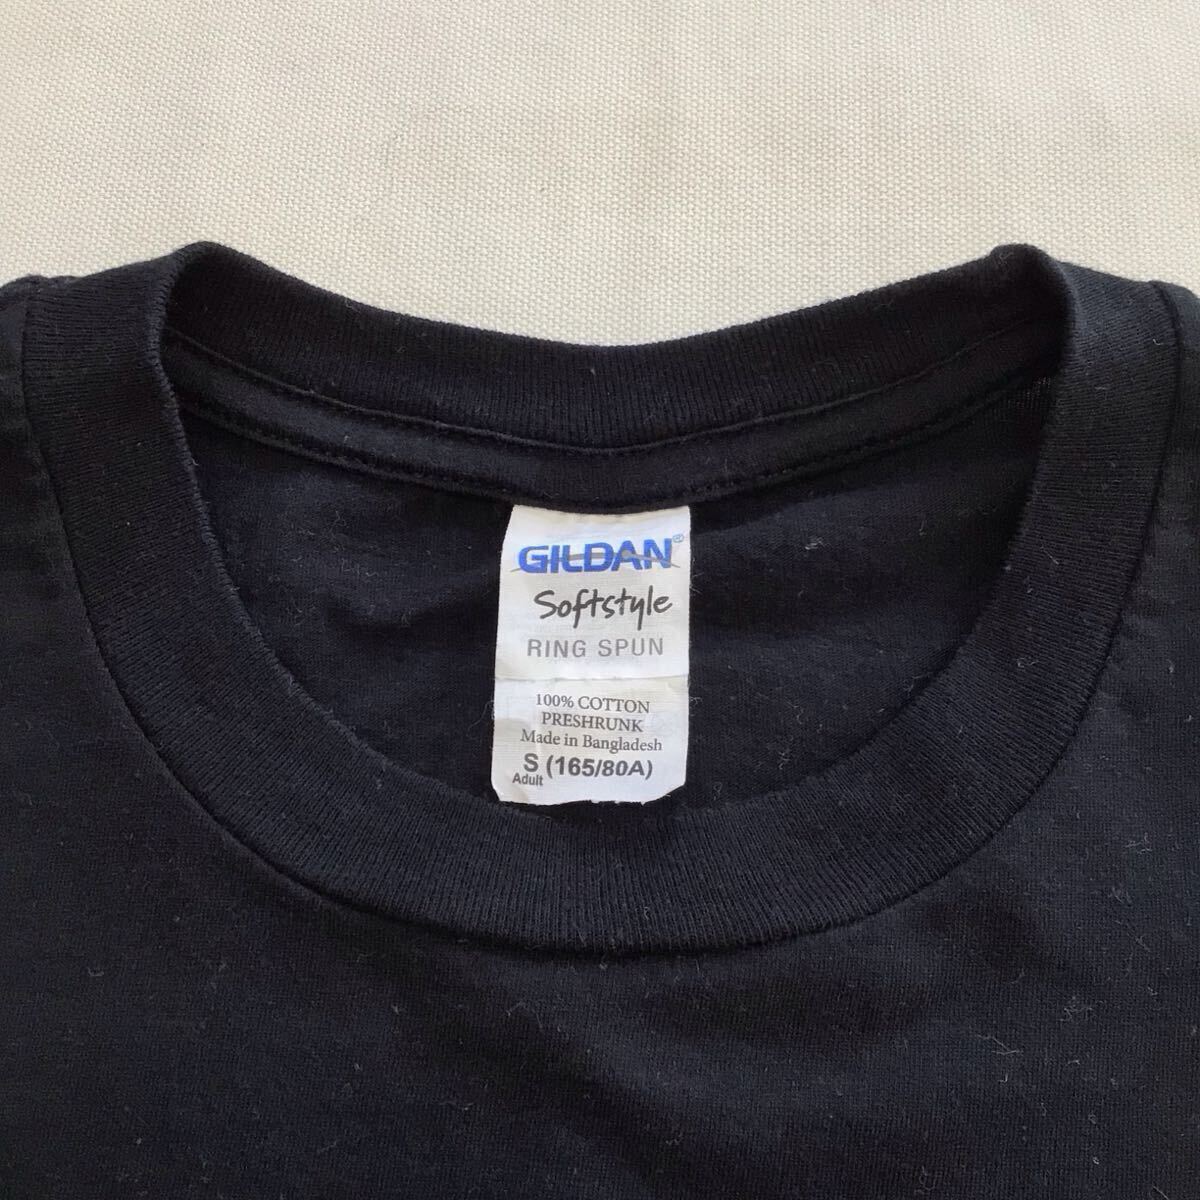 GILDAN®
Softstyle
RING SPUN
100% COTTON
PRESHRUNK
Made in Bangladesh
S (165/80A)
Adult